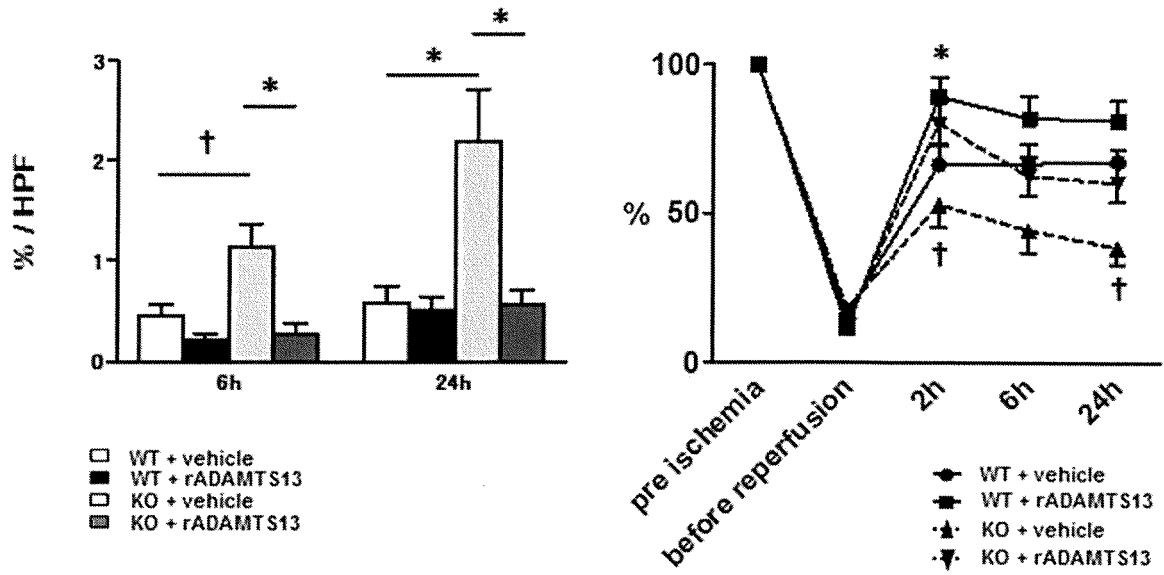 3
2
1
0
% / HPF
*
*
*
†
6h
24h
WT + vehicle
WT + rADAMTS13
KO + vehicle
KO + rADAMTS13
100
% 50
0
*
†
†
pre ischemia
before reperfusion
2h
6h
24h
WT + vehicle
WT + rADAMTS13
KO + vehicle
KO + rADAMTS13